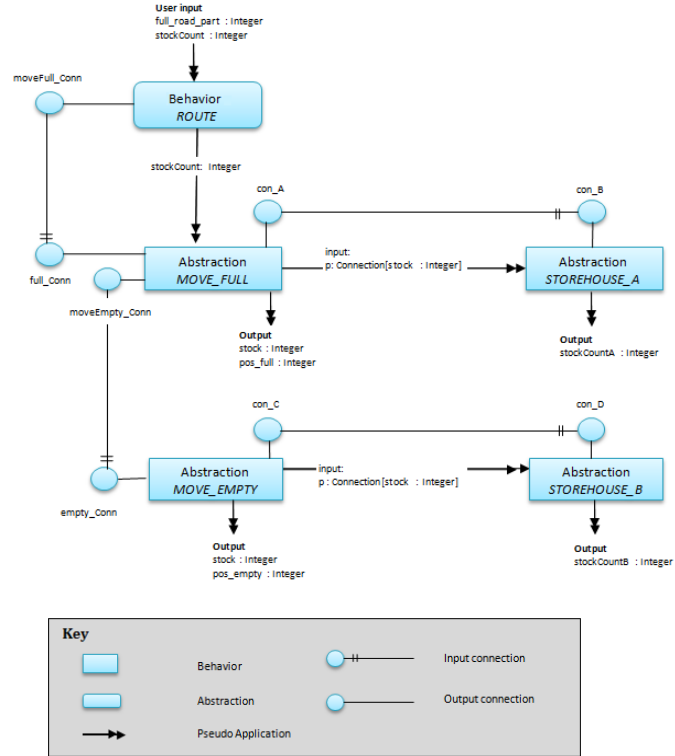 User input
full_road_part : Integer
stockCount : Integer
moveFull_Conn
Behavior
ROUTE
stockCount: Integer
con_A
con_B
full_Conn
Abstraction
MOVE_FULL
input:
p: Connection[stock : Integer]
Abstraction
STOREHOUSE_A
moveEmpty_Conn
Output
stock : Integer
pos_full : Integer
Output
stockCountA : Integer
con_C
con_D
Abstraction
MOVE_EMPTY
input:
p : Connection[stock : Integer]
Abstraction
STOREHOUSE_B
empty_Conn
Output
stock : Integer
pos_empty : Integer
Output
stockCountB : Integer
Key
Behavior
Input connection
Abstraction
Output connection
Pseudo Application